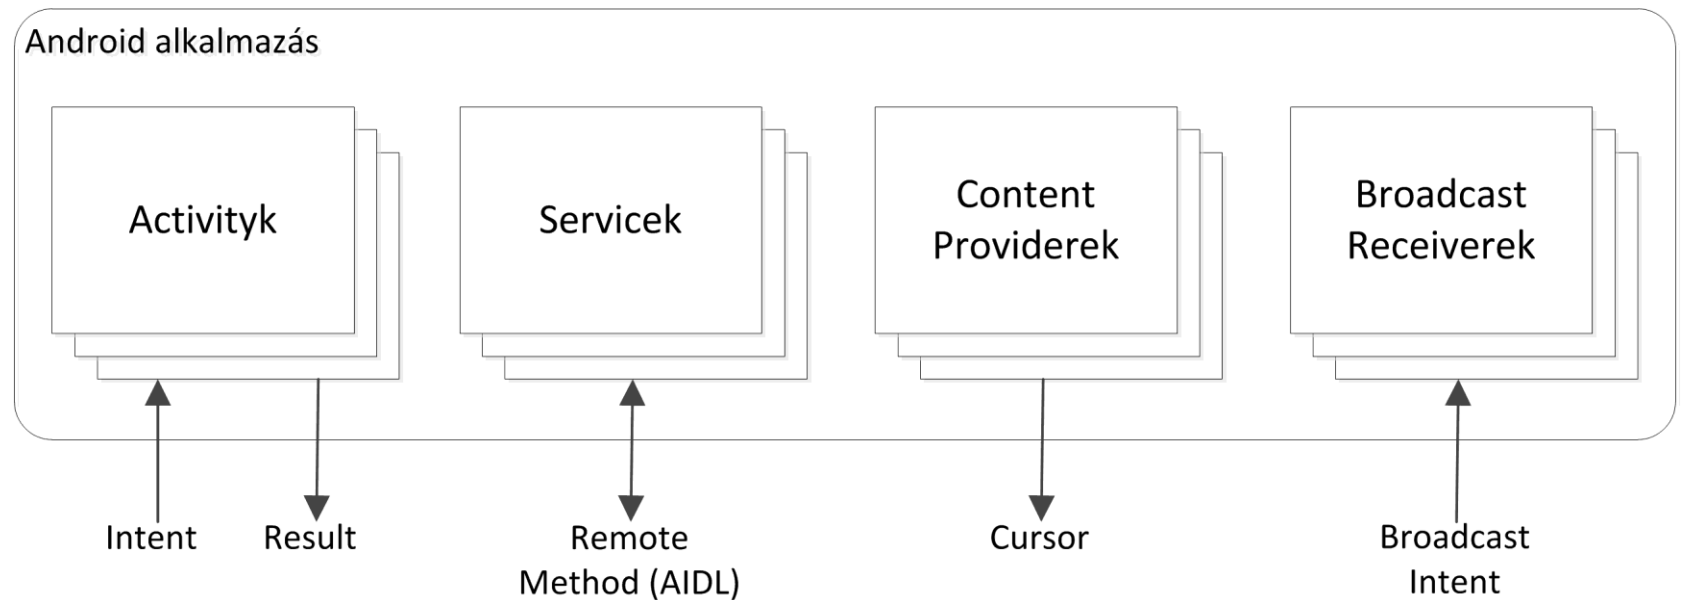 Android alkalmazás
Activityk
Servicek
Content
Providerek
Broadcast
Receiverek
Intent
Result
Remote
Method (AIDL)
Cursor
Broadcast
Intent